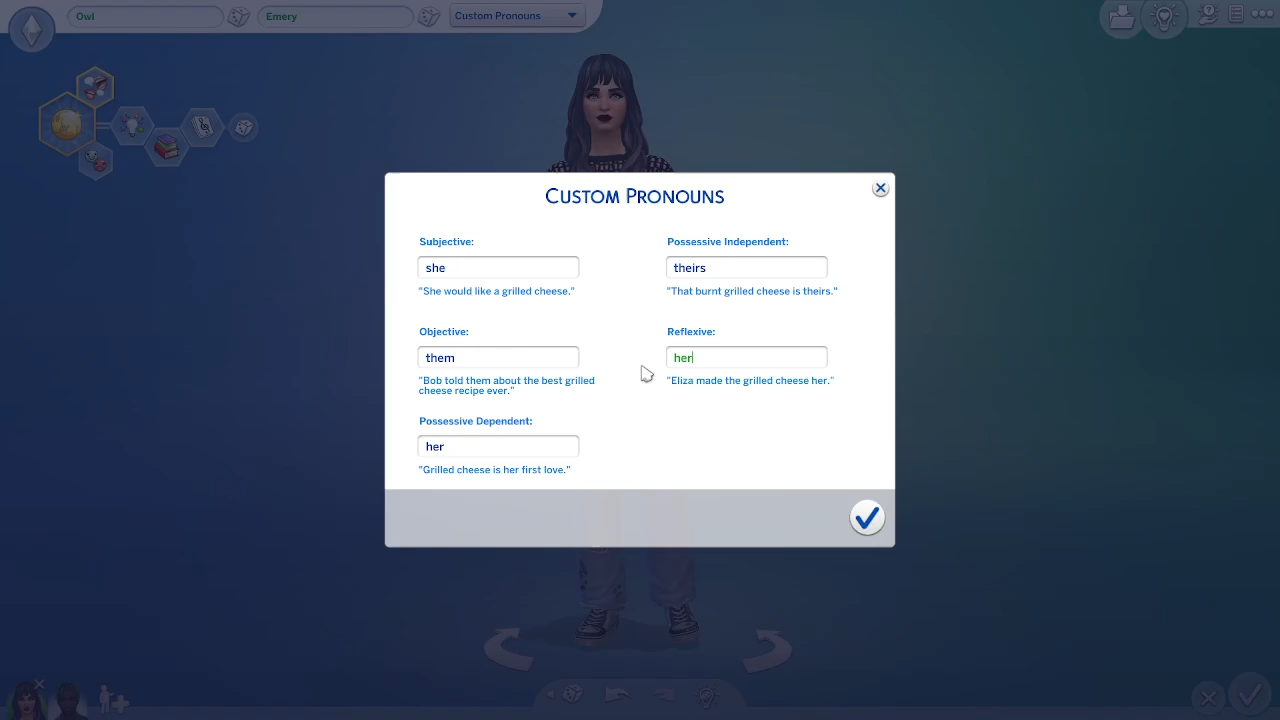 Owl
Emery
Custom Pronouns
CUSTOM PRONOUNS
Subjective:
she
"She would like a grilled cheese."
Objective:
them
"Bob told them about the best grilled
cheese recipe ever."
Possessive Dependent:
her
"Grilled cheese is her first love."
Possessive Independent:
theirs
"That burnt grilled cheese is theirs."
Reflexive:
her
"Eliza made the grilled cheese her."